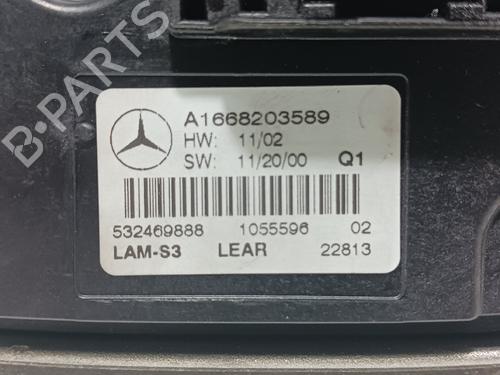 B-PARTS
A1668203589
HW: 11/02
SW: 11/20/00 Q1
532469888 1055596 02
LAM-S3 LEAR 22813